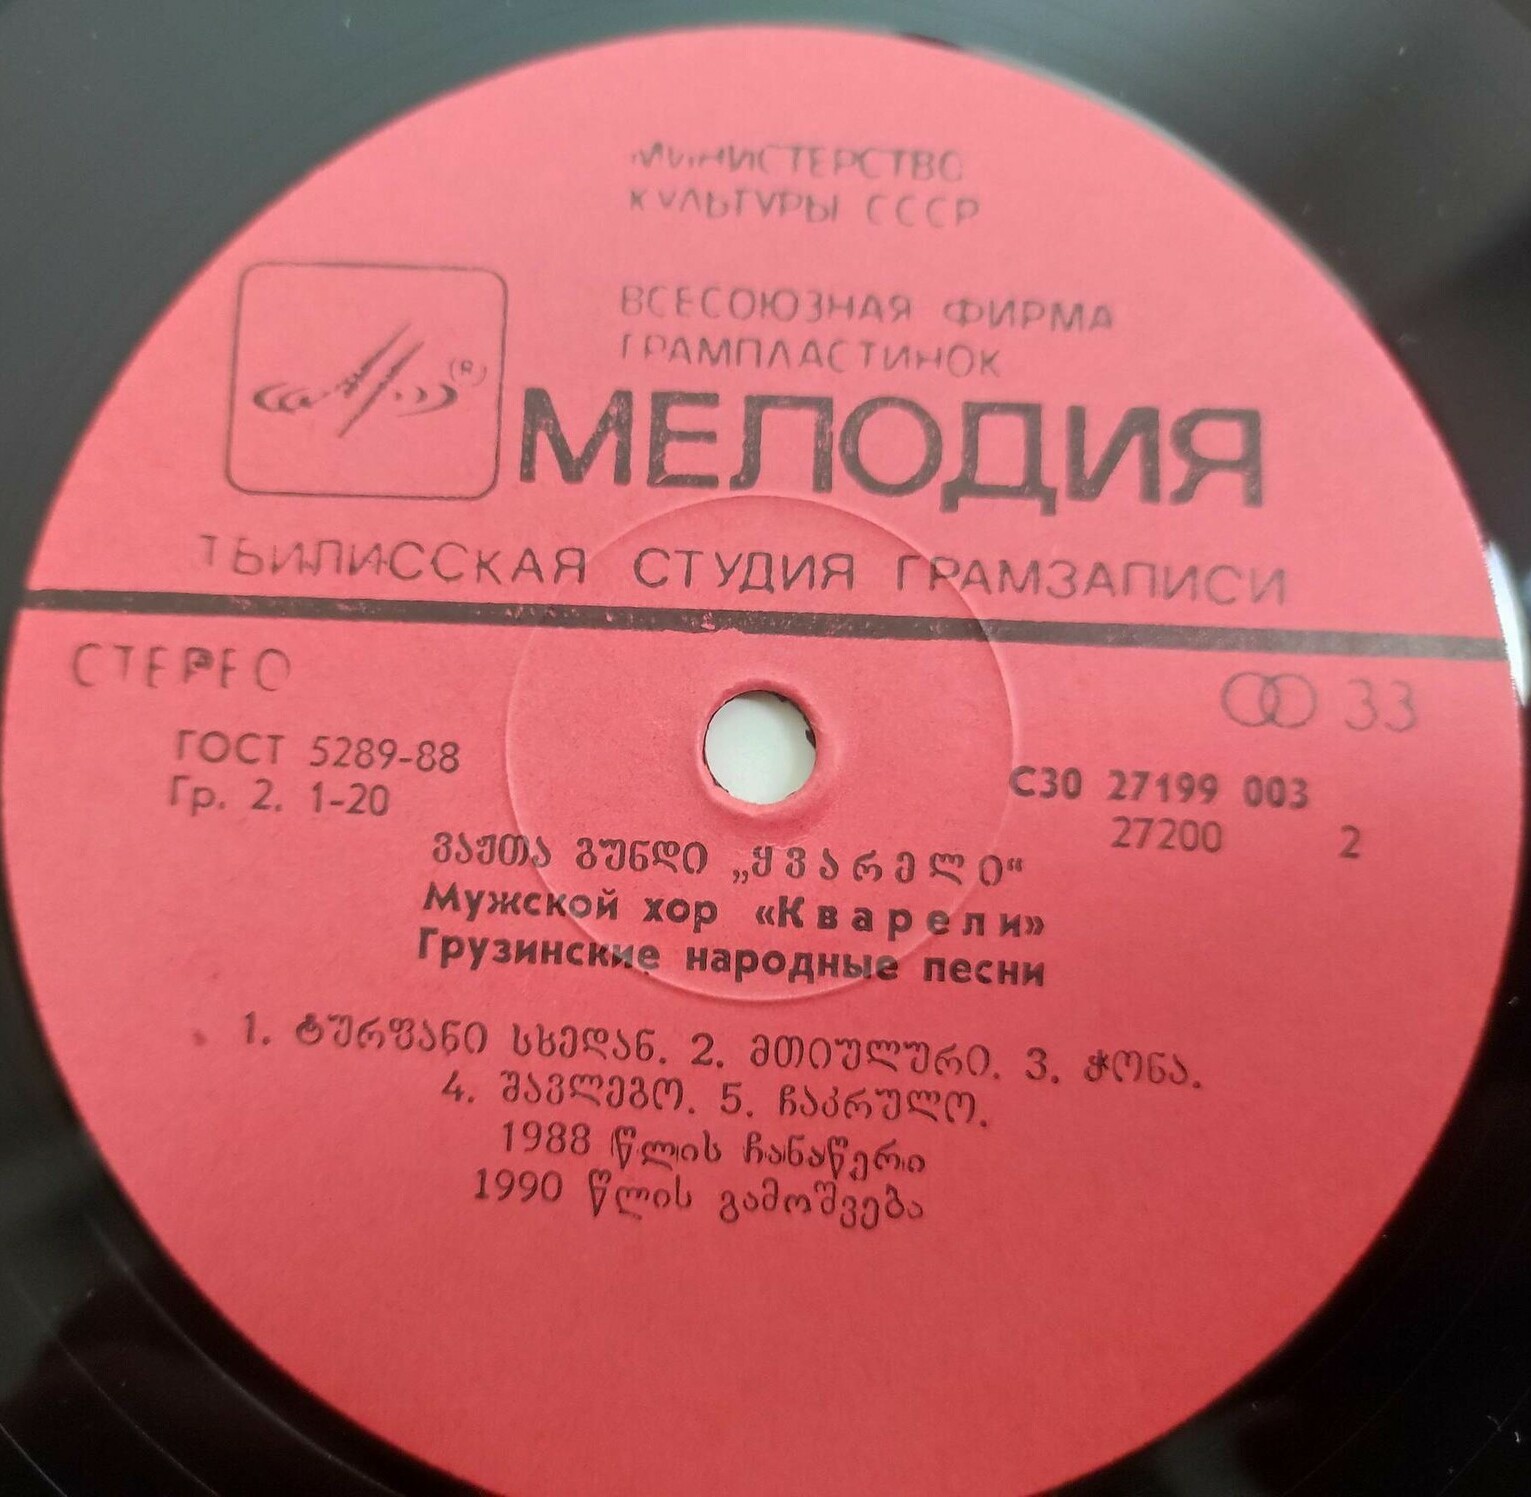 МИНИСТЕРСТВО
КУЛЬТУРЫ СССР
ВСЕСОЮЗНАЯ ФИРМА
ГРАМПЛАСТИНОК
(R)
МЕЛОДИЯ
ТБИЛИССКАЯ СТУДИЯ ГРАМЗАПИСИ
СТЕРЕО
33
ГОСТ 5289-88
Гр. 2. 1-20
С30 27199 003
27200 2
ვაჟთა გუნდი „ყვარელი“
Мужской хор «Кварели»
Грузинские народные песни
1. ტურფანი სხედან. 2. მთიულური. 3. ჭონა.
4. შავლეგო. 5. ჩაკრულო.
1988 წლის ჩანაწერი
1990 წლის გამოშვება